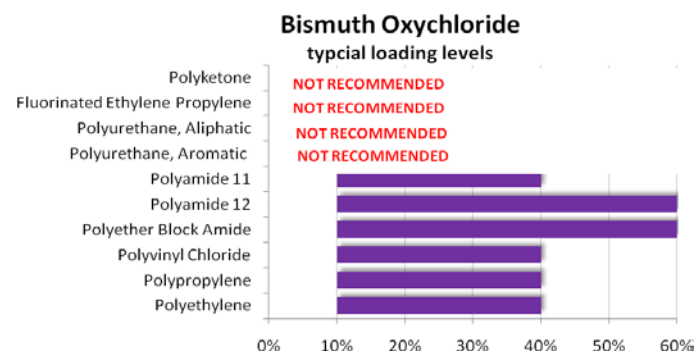 Bismuth Oxychloride
typcial loading levels
Polyketone NOT RECOMMENDED
Fluorinated Ethylene Propylene NOT RECOMMENDED
Polyurethane, Aliphatic NOT RECOMMENDED
Polyurethane, Aromatic NOT RECOMMENDED
Polyamide 11
Polyamide 12
Polyether Block Amide
Polyvinyl Chloride
Polypropylene
Polyethylene
0% 10% 20% 30% 40% 50% 60%